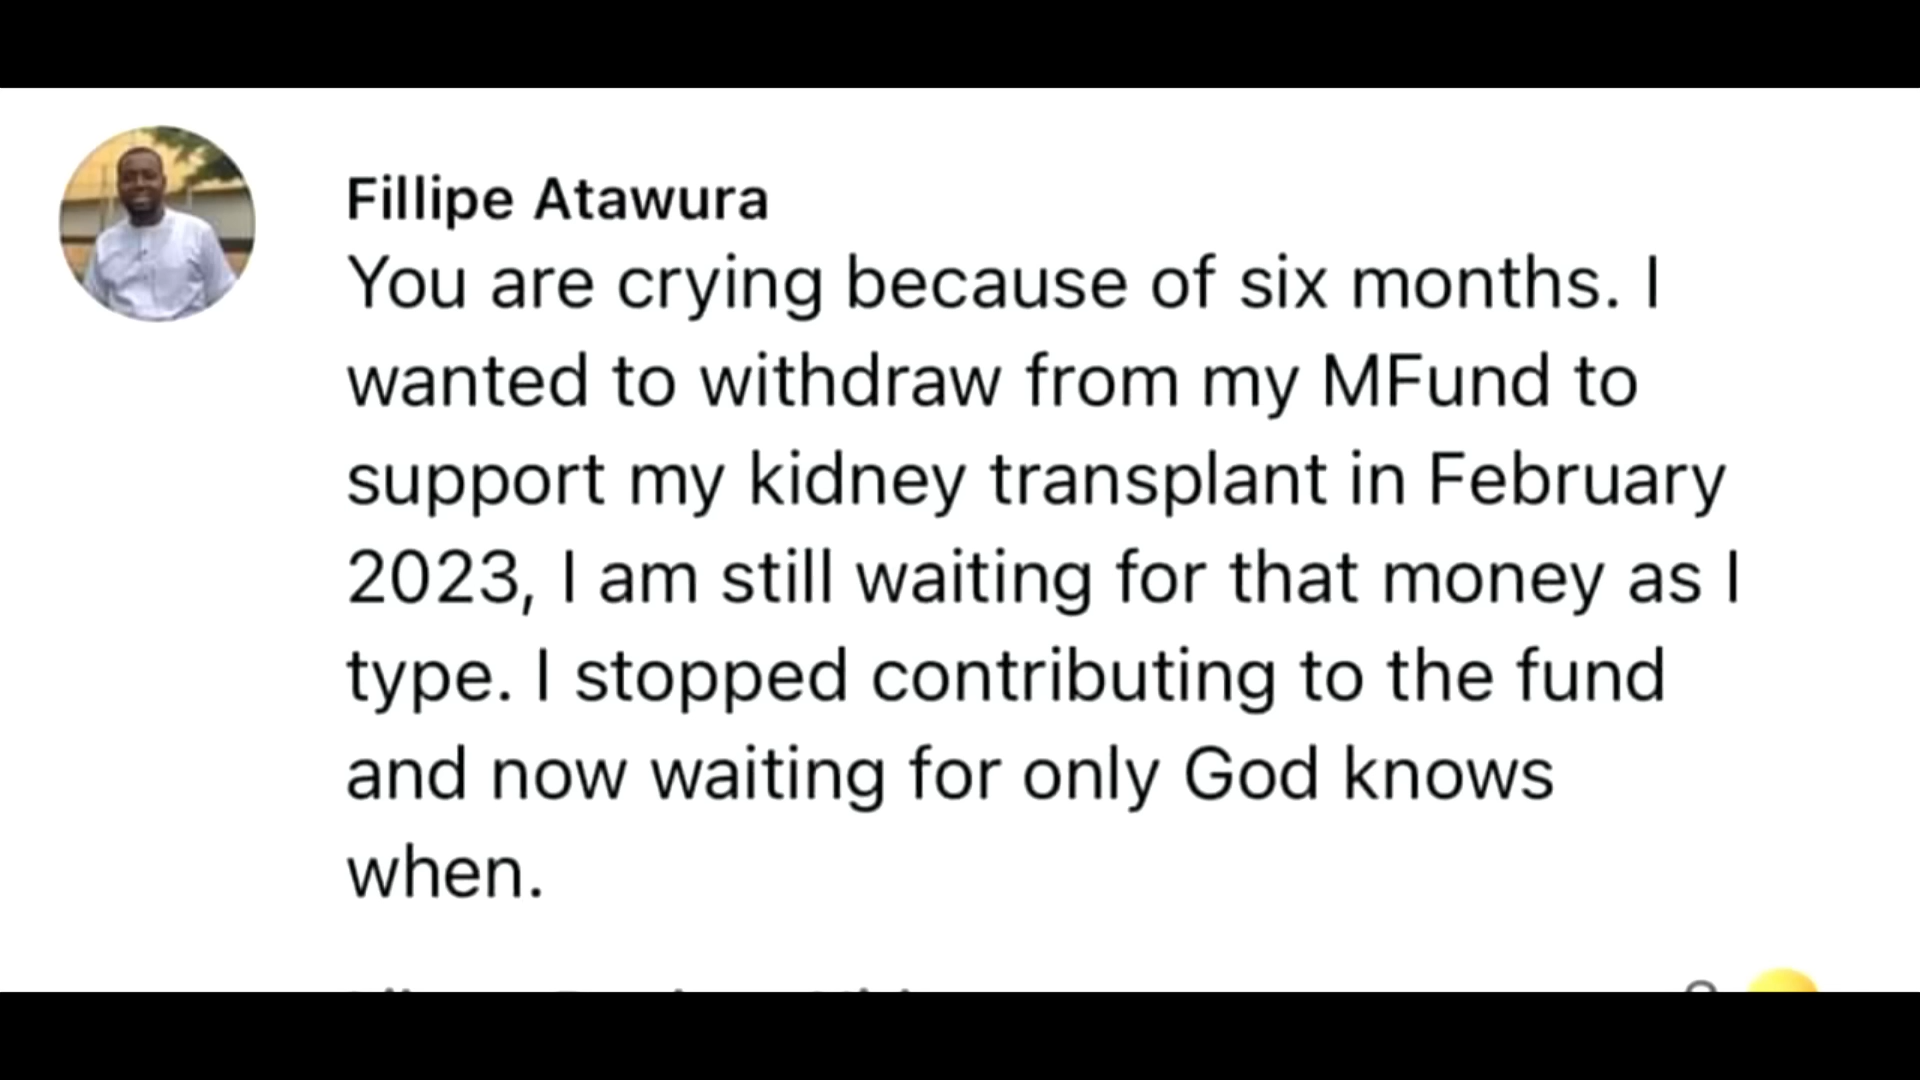 Fillipe Atawura
You are crying because of six months. I
wanted to withdraw from my MFund to
support my kidney transplant in February
2023, I am still waiting for that money as I
type. I stopped contributing to the fund
and now waiting for only God knows
when.